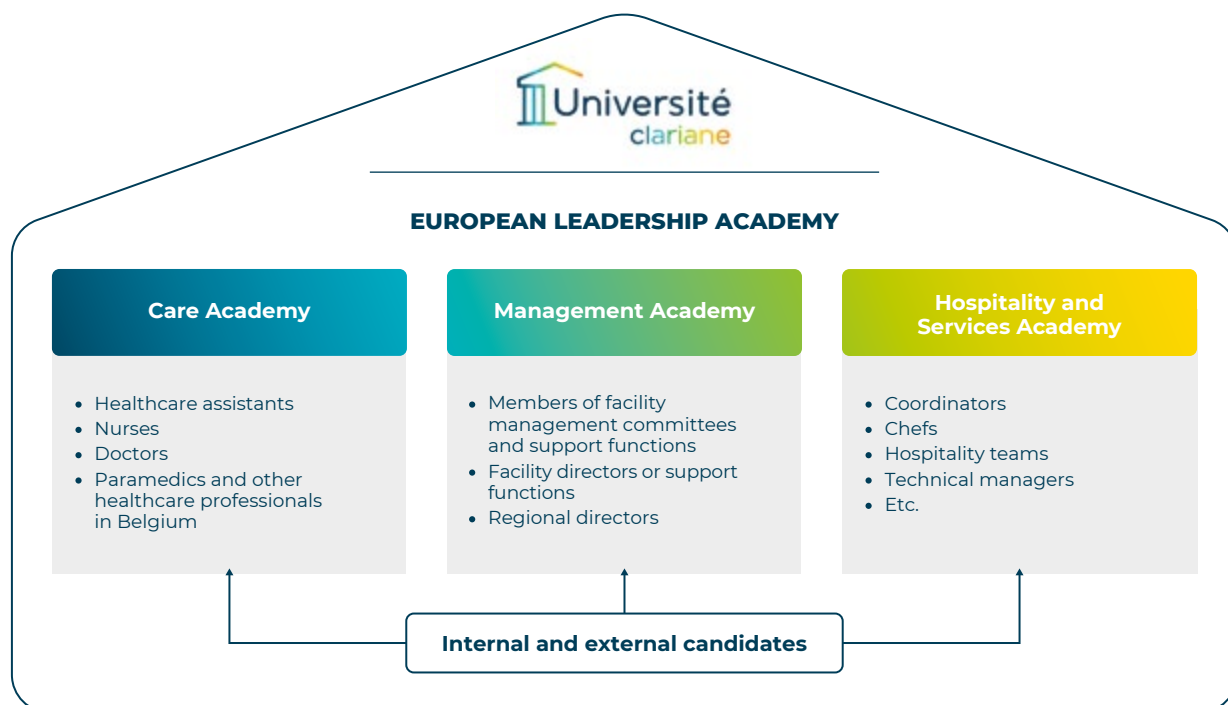 Université
clariane
EUROPEAN LEADERSHIP ACADEMY
Care Academy
• Healthcare assistants
• Nurses
• Doctors
• Paramedics and other
healthcare professionals
in Belgium
Management Academy
• Members of facility
management committees
and support functions
• Facility directors or support
functions
• Regional directors
Hospitality and
Services Academy
• Coordinators
• Chefs
• Hospitality teams
• Technical managers
• Etc.
Internal and external candidates